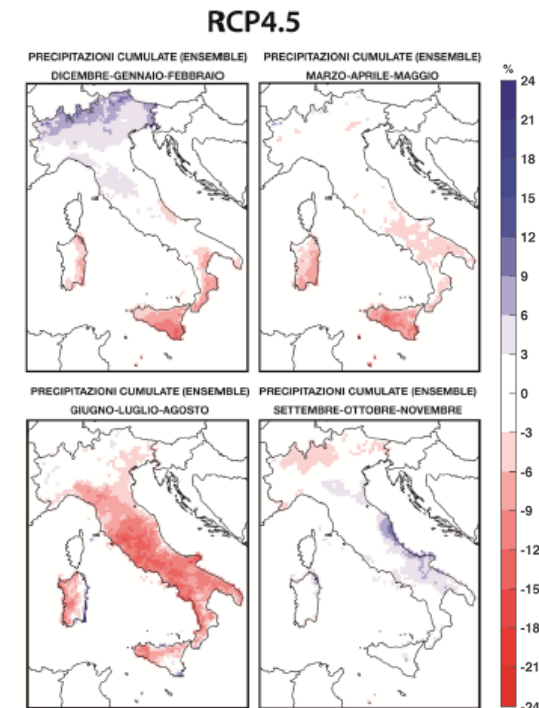 RCP4.5
PRECIPITAZIONI CUMULATE (ENSEMBLE)
DICEMBRE-GENNAIO-FEBBRAIO
PRECIPITAZIONI CUMULATE (ENSEMBLE)
MARZO-APRILE-MAGGIO
PRECIPITAZIONI CUMULATE (ENSEMBLE)
GIUGNO-LUGLIO-AGOSTO
PRECIPITAZIONI CUMULATE (ENSEMBLE)
SETTEMBRE-OTTOBRE-NOVEMBRE
%
24
21
18
15
12
9
6
3
0
-3
-6
-9
-12
-15
-18
-21
-24